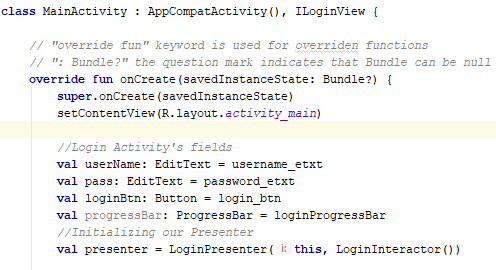 class MainActivity : AppCompatActivity(), ILoginView {
// "override fun" keyword is used for overriden functions
// ": Bundle?" the question mark indicates that Bundle can be null
override fun onCreate(savedInstanceState: Bundle?) {
super.onCreate(savedInstanceState)
setContentView(R.layout.activity_main)
//Login Activity's fields
val userName: EditText = username_etxt
val pass: EditText = password_etxt
val loginBtn: Button = login_btn
val progressBar: ProgressBar = loginProgressBar
//Initializing our Presenter
val presenter = LoginPresenter( i: this, LoginInteractor())